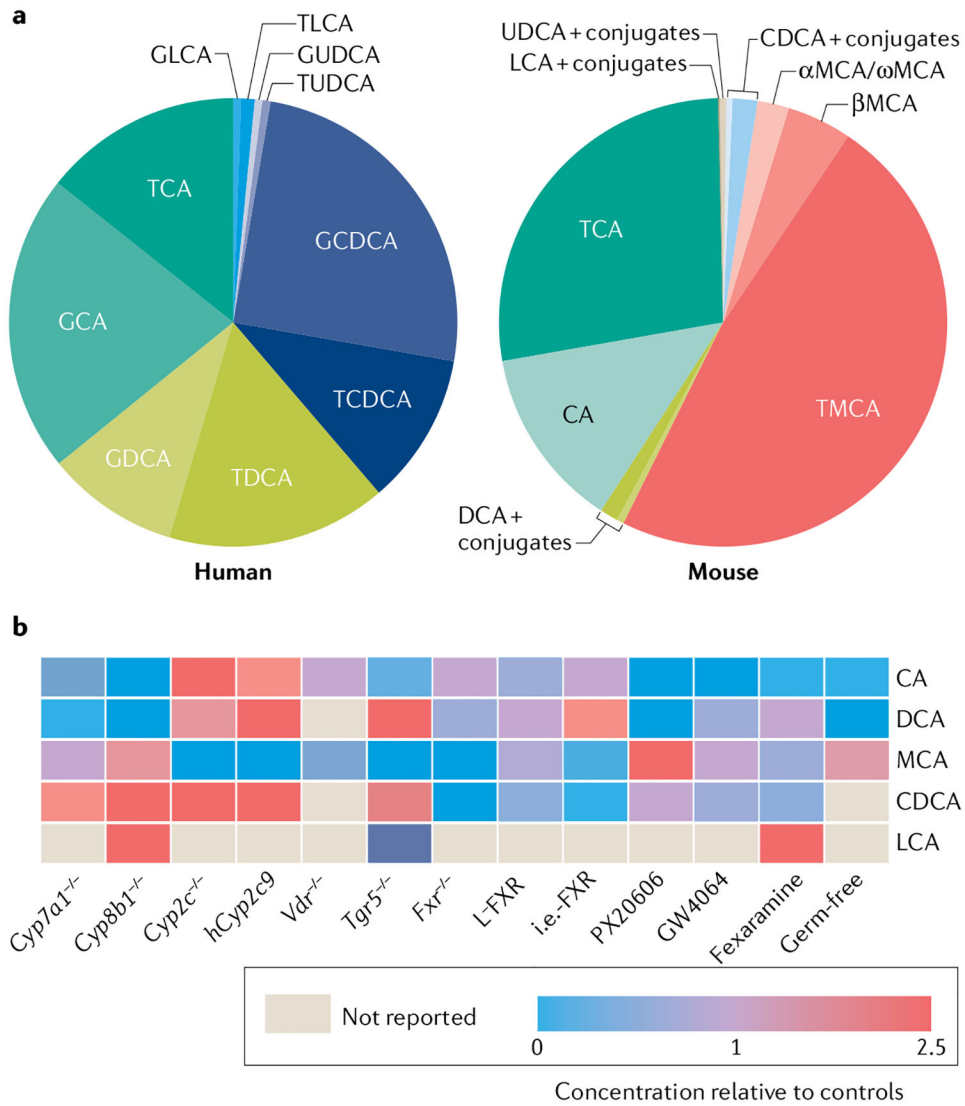 a
TLCA
GLCA
GUDCA
TUDCA
TCA
GCDCA
GCA
TCDCA
GDCA
TDCA
Human
UDCA + conjugates
CDCA + conjugates
LCA + conjugates
αMCA/ωMCA
βMCA
TCA
CA
TMCA
DCA +
conjugates
Mouse
b
CA
DCA
MCA
CDCA
LCA
Cyp7a1⁻/⁻
Cyp8b1⁻/⁻
Cyp2c⁻/⁻
hCyp2c9
Vdr⁻/⁻
Tgr5⁻/⁻
Fxr⁻/⁻
L⁻FXR
i.e.-FXR
PX20606
GW4064
Fexaramine
Germ-free
Not reported
0 1 2.5
Concentration relative to controls